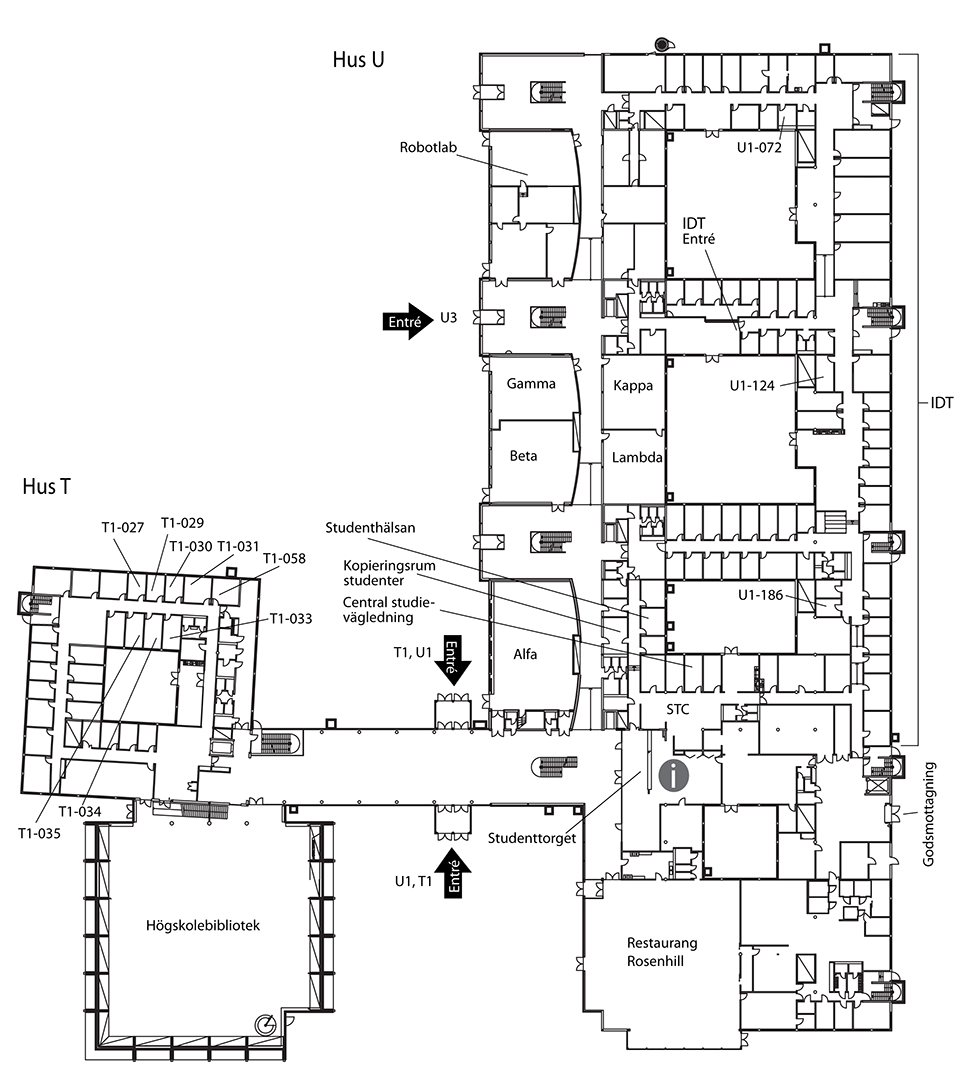 Hus U
Robotlab
U1-072
IDT
Entré
Entré
U3
Gamma
Kappa
U1-124
IDT
Beta
Lambda
Hus T
T1-027
T1-029
T1-030
T1-031
T1-058
T1-033
Studenthälsan
Kopieringsrum
studenter
Central studie-
vägledning
U1-186
T1, U1
Entré
Alfa
STC
i
T1-034
T1-035
Studenttorget
Godsmottagning
U1, T1
Entré
Högskolebibliotek
Restaurang
Rosenhill